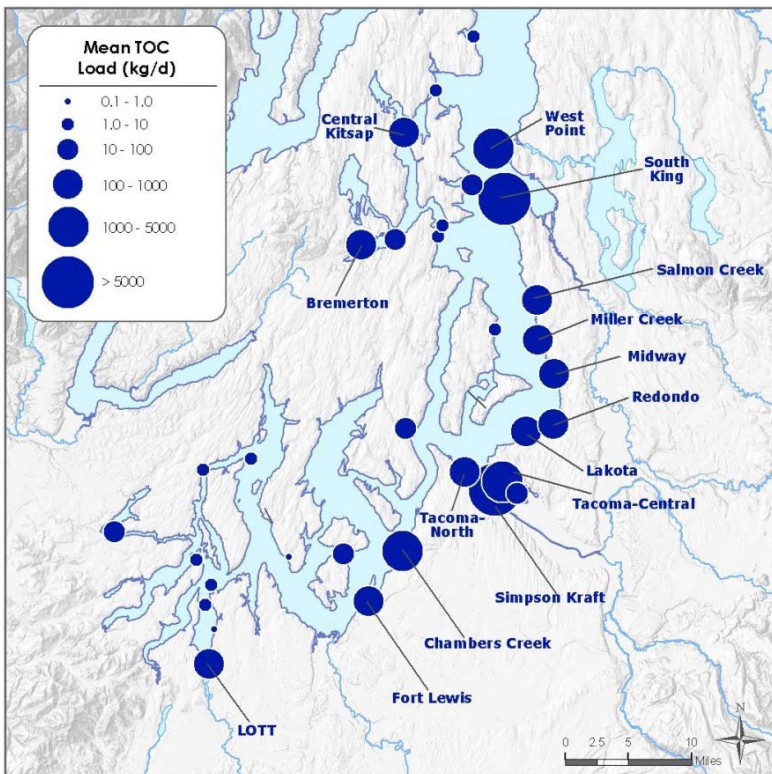 Mean TOC
Load (kg/d)
0.1 - 1.0
1.0 - 10
10 - 100
100 - 1000
1000 - 5000
> 5000
Central
Kitsap
West
Point
South
King
Bremerton
Salmon Creek
Miller Creek
Midway
Redondo
Lakota
Tacoma-Central
Tacoma-
North
Simpson Kraft
Chambers Creek
Fort Lewis
LOTT
N
0 2.5 5 10
Miles